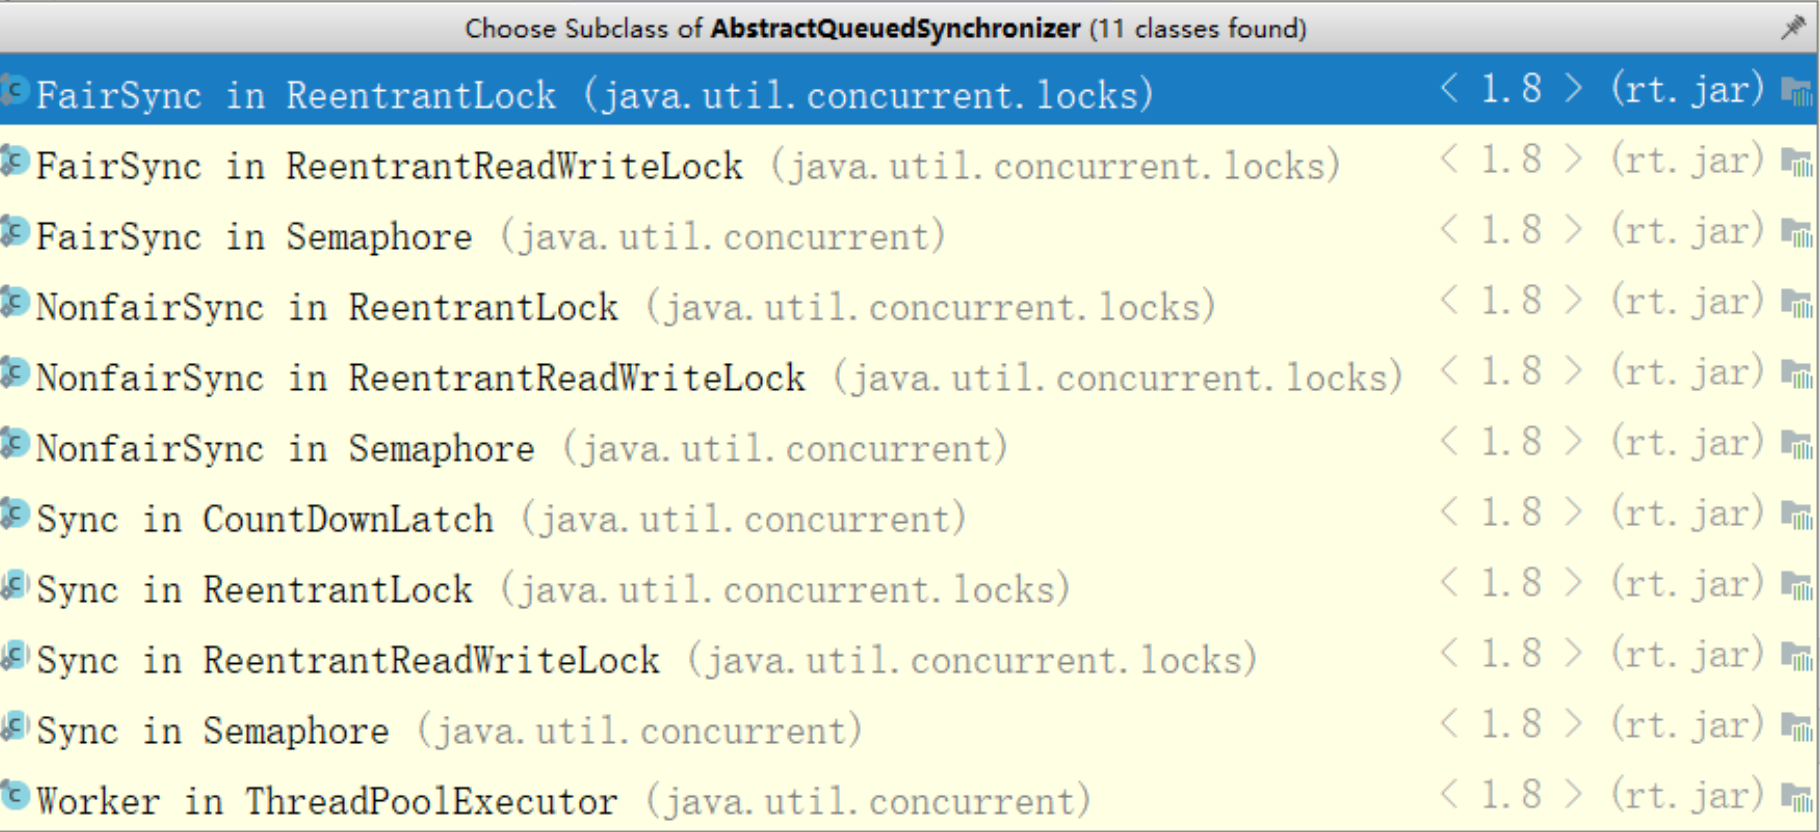 Choose Subclass of AbstractQueuedSynchronizer (11 classes found)
FairSync in ReentrantLock (java.util.concurrent.locks) < 1.8 > (rt.jar)
FairSync in ReentrantReadWriteLock (java.util.concurrent.locks) < 1.8 > (rt.jar)
FairSync in Semaphore (java.util.concurrent) < 1.8 > (rt.jar)
NonfairSync in ReentrantLock (java.util.concurrent.locks) < 1.8 > (rt.jar)
NonfairSync in ReentrantReadWriteLock (java.util.concurrent.locks) < 1.8 > (rt.jar)
NonfairSync in Semaphore (java.util.concurrent) < 1.8 > (rt.jar)
Sync in CountDownLatch (java.util.concurrent) < 1.8 > (rt.jar)
Sync in ReentrantLock (java.util.concurrent.locks) < 1.8 > (rt.jar)
Sync in ReentrantReadWriteLock (java.util.concurrent.locks) < 1.8 > (rt.jar)
Sync in Semaphore (java.util.concurrent) < 1.8 > (rt.jar)
Worker in ThreadPoolExecutor (java.util.concurrent) < 1.8 > (rt.jar)